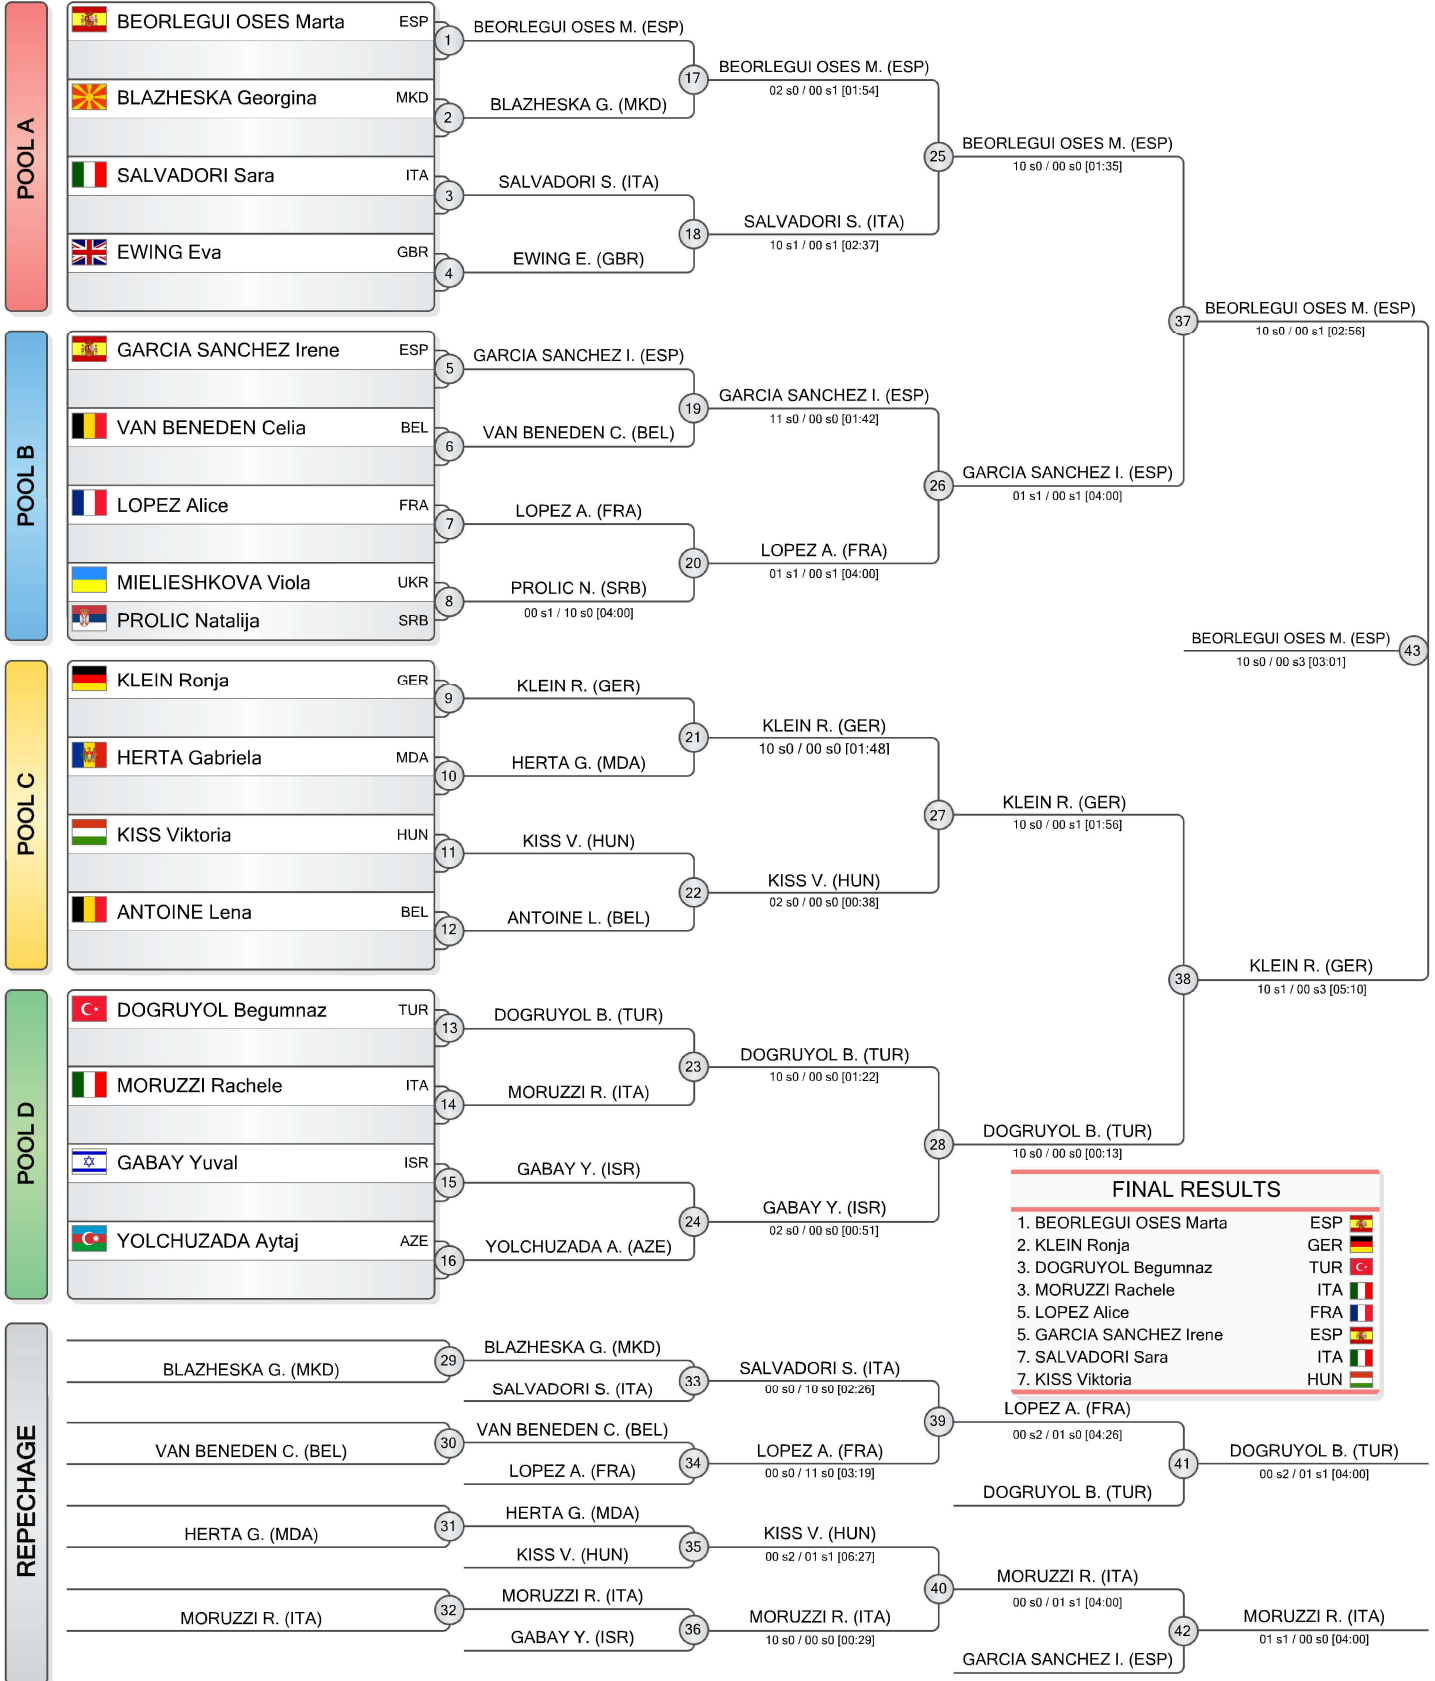 POOL A
BEORLEGUI OSES Marta ESP
BLAZHESKA Georgina MKD
SALVADORI Sara ITA
EWING Eva GBR
1
BEORLEGUI OSES M. (ESP)
2
BLAZHESKA G. (MKD)
3
SALVADORI S. (ITA)
4
EWING E. (GBR)
17
BEORLEGUI OSES M. (ESP)
02 s0 / 00 s1 [01:54]
18
SALVADORI S. (ITA)
10 s1 / 00 s1 [02:37]
25
BEORLEGUI OSES M. (ESP)
10 s0 / 00 s0 [01:35]
POOL B
GARCIA SANCHEZ Irene ESP
VAN BENEDEN Celia BEL
LOPEZ Alice FRA
MIELIESHKOVA Viola UKR
PROLIC Natalija SRB
5
GARCIA SANCHEZ I. (ESP)
6
VAN BENEDEN C. (BEL)
7
LOPEZ A. (FRA)
8
PROLIC N. (SRB)
00 s1 / 10 s0 [04:00]
19
GARCIA SANCHEZ I. (ESP)
11 s0 / 00 s0 [01:42]
20
LOPEZ A. (FRA)
01 s1 / 00 s1 [04:00]
26
GARCIA SANCHEZ I. (ESP)
01 s1 / 00 s1 [04:00]
37
BEORLEGUI OSES M. (ESP)
10 s0 / 00 s1 [02:56]
BEORLEGUI OSES M. (ESP)
10 s0 / 00 s3 [03:01]
43
POOL C
KLEIN Ronja GER
HERTA Gabriela MDA
KISS Viktoria HUN
ANTOINE Lena BEL
9
KLEIN R. (GER)
10
HERTA G. (MDA)
11
KISS V. (HUN)
12
ANTOINE L. (BEL)
21
KLEIN R. (GER)
10 s0 / 00 s0 [01:48]
22
KISS V. (HUN)
02 s0 / 00 s0 [00:38]
27
KLEIN R. (GER)
10 s0 / 00 s1 [01:56]
38
KLEIN R. (GER)
10 s1 / 00 s3 [05:10]
POOL D
DOGRUYOL Begumnaz TUR
MORUZZI Rachele ITA
GABAY Yuval ISR
YOLCHUZADA Aytaj AZE
13
DOGRUYOL B. (TUR)
14
MORUZZI R. (ITA)
15
GABAY Y. (ISR)
16
YOLCHUZADA A. (AZE)
23
DOGRUYOL B. (TUR)
10 s0 / 00 s0 [01:22]
24
GABAY Y. (ISR)
02 s0 / 00 s0 [00:51]
28
DOGRUYOL B. (TUR)
10 s0 / 00 s0 [00:13]
FINAL RESULTS
1. BEORLEGUI OSES Marta ESP
2. KLEIN Ronja GER
3. DOGRUYOL Begumnaz TUR
3. MORUZZI Rachele ITA
5. LOPEZ Alice FRA
5. GARCIA SANCHEZ Irene ESP
7. SALVADORI Sara ITA
7. KISS Viktoria HUN
REPECHAGE
BLAZHESKA G. (MKD)
29
BLAZHESKA G. (MKD)
SALVADORI S. (ITA)
33
SALVADORI S. (ITA)
00 s0 / 10 s0 [02:26]
VAN BENEDEN C. (BEL)
30
VAN BENEDEN C. (BEL)
LOPEZ A. (FRA)
34
LOPEZ A. (FRA)
00 s0 / 11 s0 [03:19]
39
LOPEZ A. (FRA)
00 s2 / 01 s0 [04:26]
DOGRUYOL B. (TUR)
41
DOGRUYOL B. (TUR)
00 s2 / 01 s1 [04:00]
HERTA G. (MDA)
31
HERTA G. (MDA)
KISS V. (HUN)
35
KISS V. (HUN)
00 s2 / 01 s1 [06:27]
MORUZZI R. (ITA)
32
MORUZZI R. (ITA)
GABAY Y. (ISR)
36
MORUZZI R. (ITA)
10 s0 / 00 s0 [00:29]
40
MORUZZI R. (ITA)
00 s0 / 01 s1 [04:00]
GARCIA SANCHEZ I. (ESP)
42
MORUZZI R. (ITA)
01 s1 / 00 s0 [04:00]